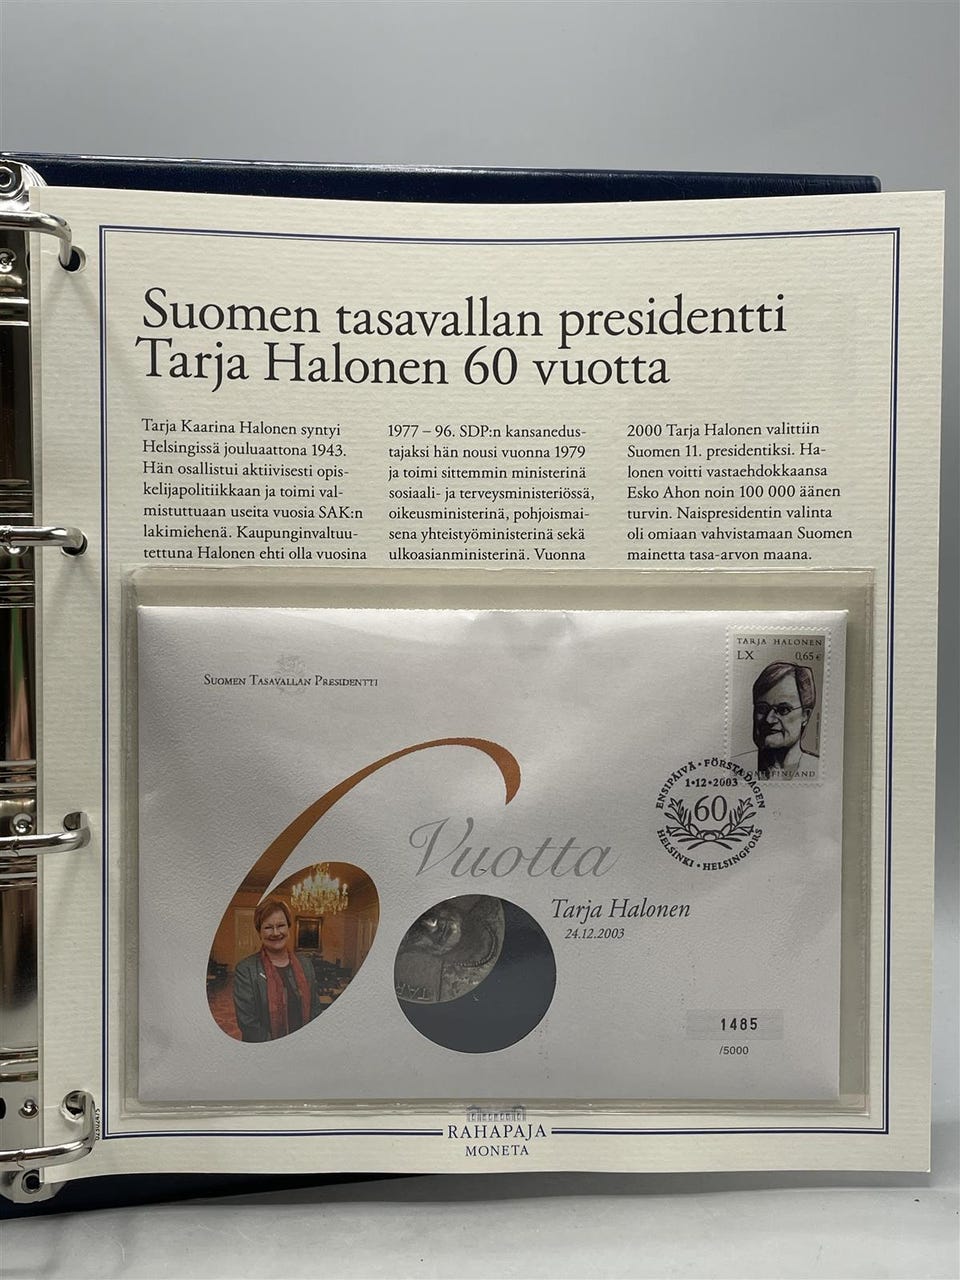 Suomen tasavallan presidentti
Tarja Halonen 60 vuotta
Tarja Kaarina Halonen syntyi
Helsingissä jouluaattona 1943.
Hän osallistui aktiivisesti opis-
kelijapolitiikkaan ja toimi val-
mistuttuaan useita vuosia SAK:n
lakimiehenä. Kaupunginvaltuu-
tettuna Halonen ehti olla vuosina
1977 – 96. SDP:n kansanedus-
tajaksi hän nousi vuonna 1979
ja toimi sittemmin ministerinä
sosiaali- ja terveysministeriössä,
oikeusministerinä, pohjoismai-
sena yhteistyöministerinä sekä
ulkoasianministerinä. Vuonna
2000 Tarja Halonen valittiin
Suomen 11. presidentiksi. Ha-
lonen voitti vastaehdokkaansa
Esko Ahon noin 100 000 äänen
turvin. Naispresidentin valinta
oli omiaan vahvistamaan Suomen
mainetta tasa-arvon maana.
Suomen Tasavallan Presidentti
TARJA HALONEN
LX 0,65 €
FINLAND
ENSIPÄIVÄ • FÖRSTA DAGEN
1•12•2003
60
HELSINKI • HELSINGFORS
6
Vuotta
Tarja Halonen
24.12.2003
TAR
1485
/5000
RAHAPAJA
MONETA